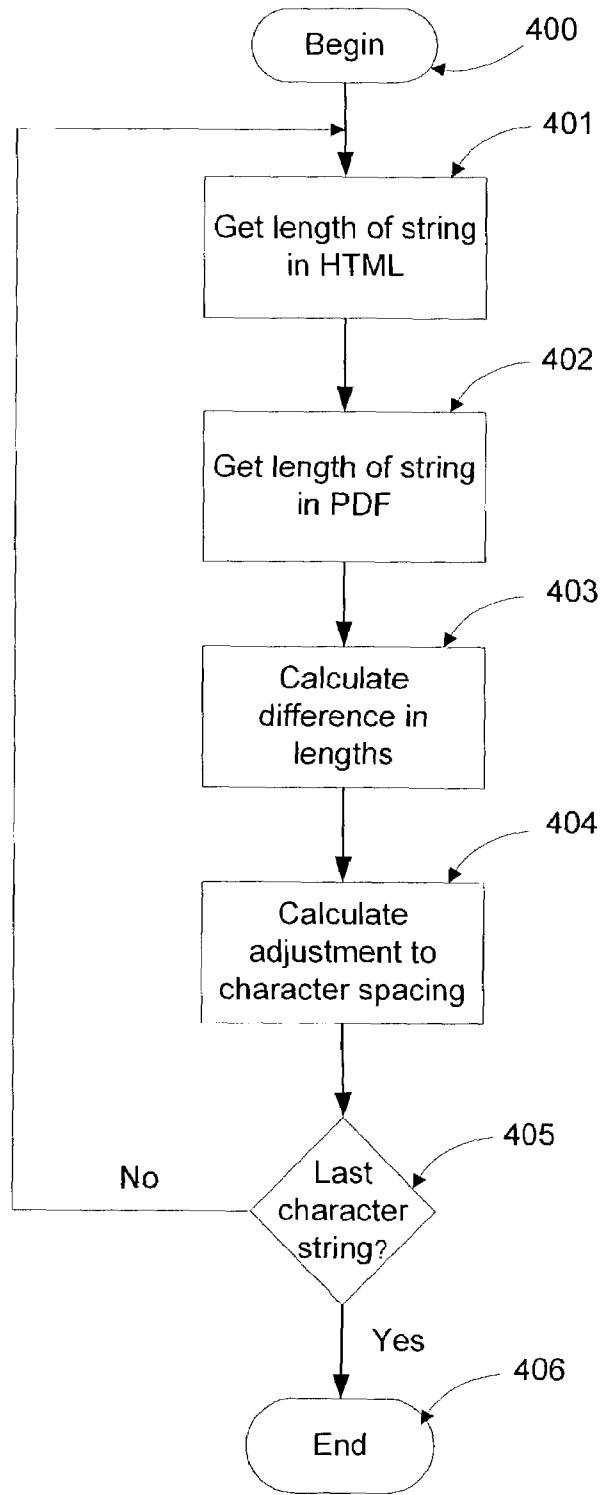 Begin
400
401
Get length of string
in HTML
402
Get length of string
in PDF
403
Calculate
difference in
lengths
404
Calculate
adjustment to
character spacing
405
Last
character
string?
No
Yes
406
End